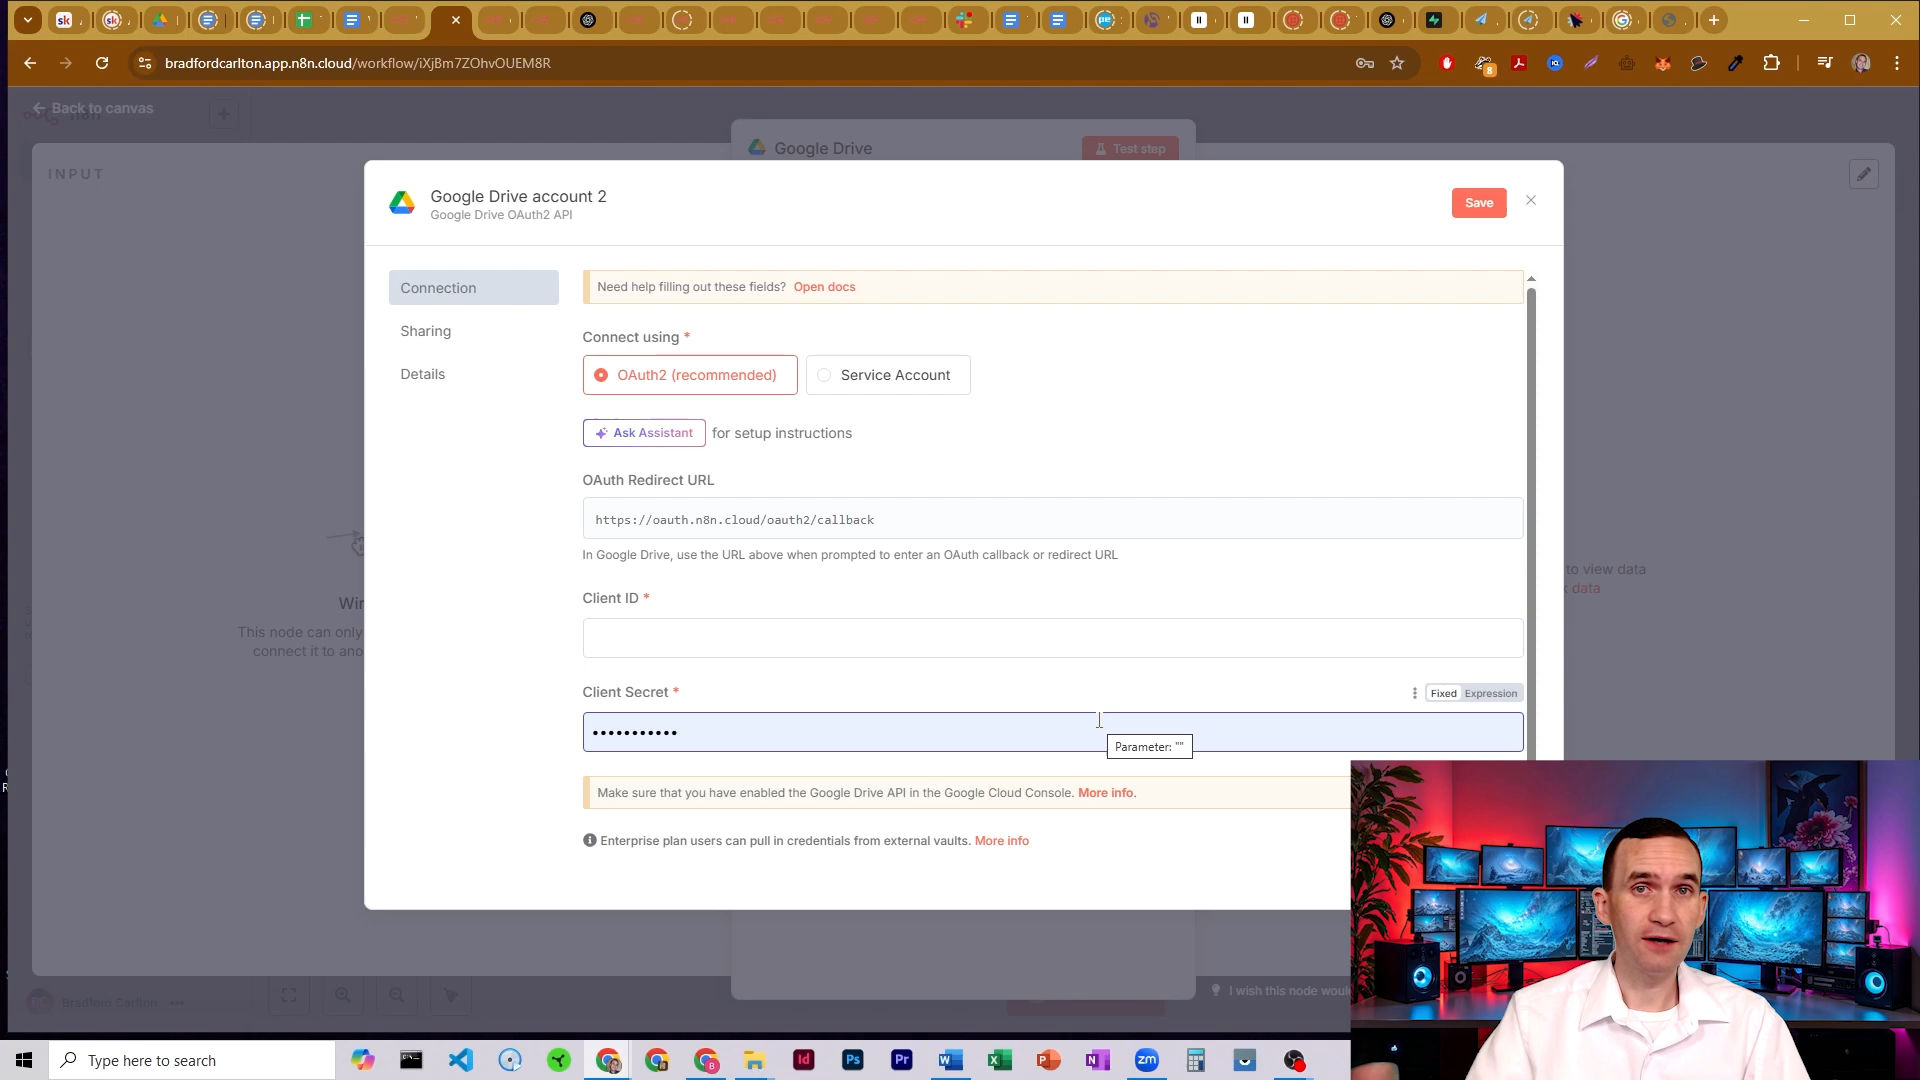 bradfordcarlton.app.n8n.cloud/workflow/iXjBm7ZOhvOUEM8R
8
Back to canvas
INPUT
Google Drive
Test step
Google Drive account 2
Google Drive OAuth2 API
Save
Connection
Sharing
Details
Need help filling out these fields? Open docs
Connect using *
OAuth2 (recommended)
Service Account
Ask Assistant for setup instructions
OAuth Redirect URL
https://oauth.n8n.cloud/oauth2/callback
In Google Drive, use the URL above when prompted to enter an OAuth callback or redirect URL
Client ID *
Client Secret *
Fixed Expression
•••••••••••
Parameter: ""
Make sure that you have enabled the Google Drive API in the Google Cloud Console. More info.
Enterprise plan users can pull in credentials from external vaults. More info
This node can only
connect it to
to view data
data
Bradford Carlton
I wish this node would
Type here to search